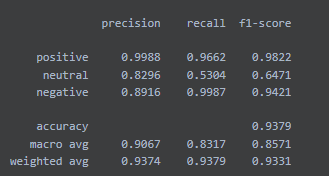 precision recall f1-score
positive 0.9988 0.9662 0.9822
neutral 0.8296 0.5304 0.6471
negative 0.8916 0.9987 0.9421
accuracy 0.9379
macro avg 0.9067 0.8317 0.8571
weighted avg 0.9374 0.9379 0.9331